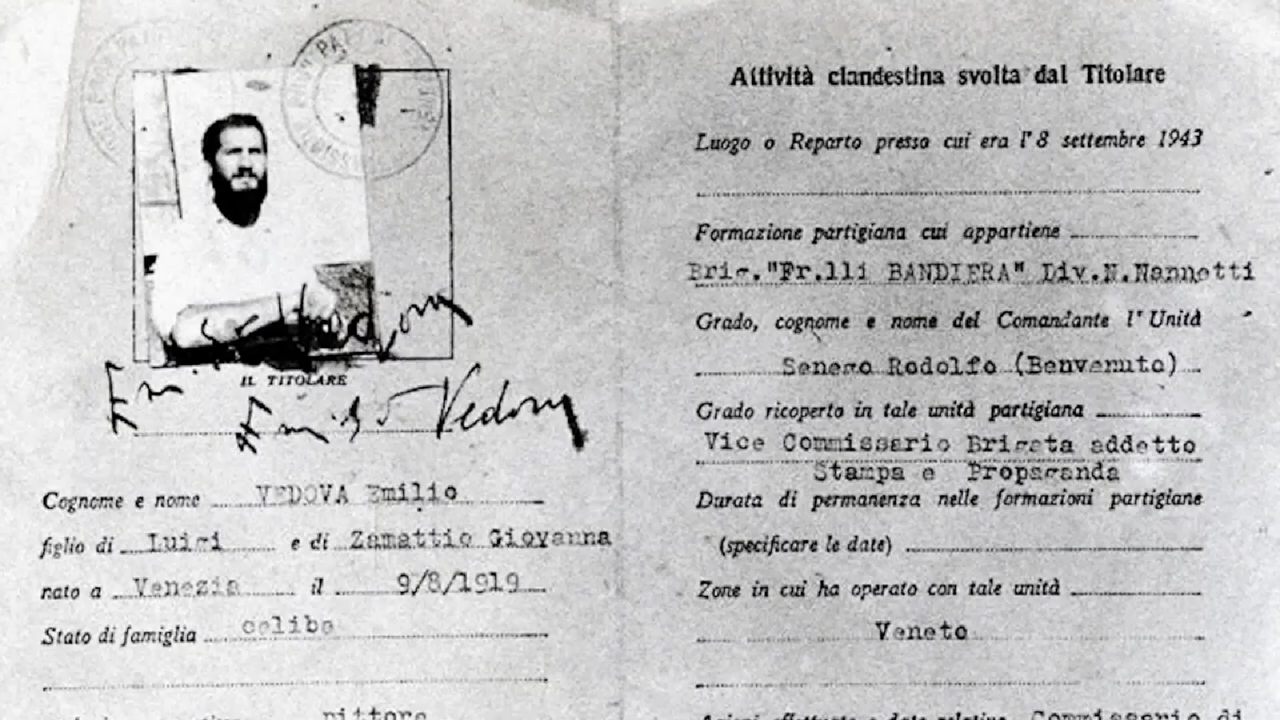 IL TITOLARE
Emilio Vedova
Cognome e nome VEDOVA Emilio
figlio di Luigi e di Zamattio Giovanna
nato a Venezia il 9/8/1919
Stato di famiglia celibe
pittore
Attività clandestina svolta dal Titolare
Luogo o Reparto presso cui era l'8 settembre 1943
Formazione partigiana cui appartiene
Brig."Fr.lli BANDIERA" Div.N.Nannetti
Grado, cognome e nome del Comandante l'Unità
Senego Rodolfo (Benvenuto)
Grado ricoperto in tale unità partigiana
Vice Commissario Brigata addetto
Stampa e Propaganda
Durata di permanenza nelle formazioni partigiane
(specificare le date)
Zone in cui ha operato con tale unità
Veneto
Commissario di